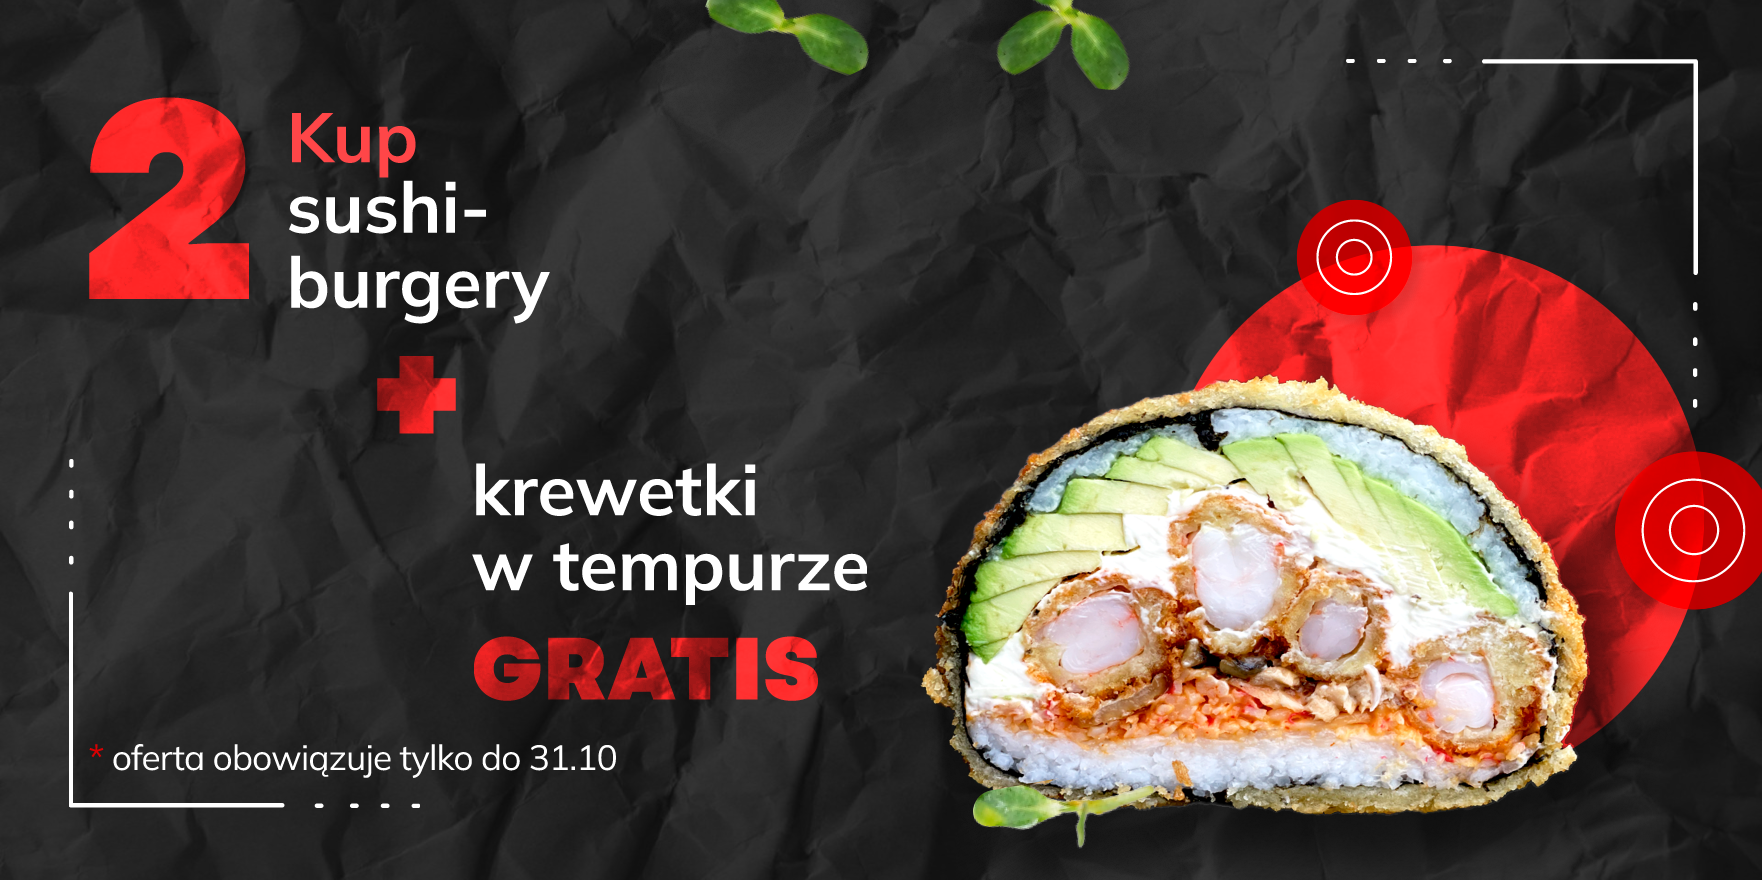 2 Kup
sushi-
burgery
+
krewetki
w tempurze
GRATIS
* oferta obowiązuje tylko do 31.10